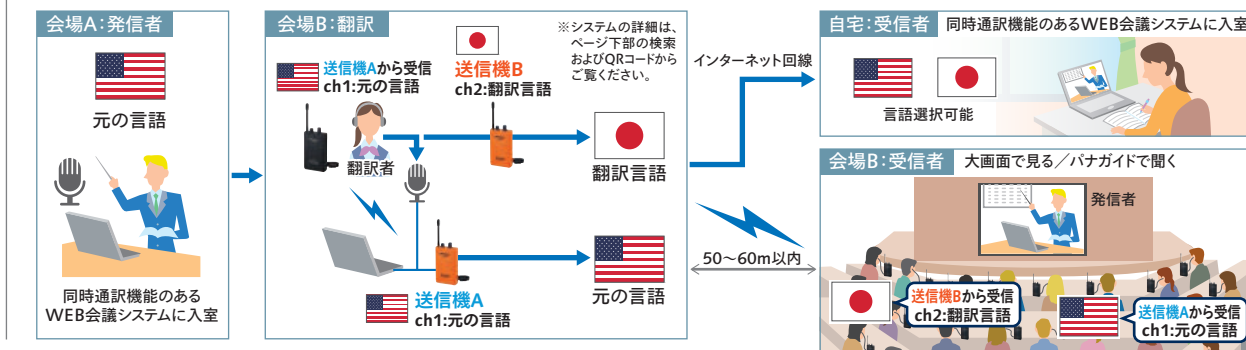 会場A:発信者
元の言語
同時通訳機能のある
WEB会議システムに入室
会場B:翻訳
※システムの詳細は、
ページ下部の検索
およびQRコードから
ご覧ください。
送信機Aから受信
ch1:元の言語
送信機B
ch2:翻訳言語
翻訳者
翻訳言語
送信機A
ch1:元の言語
元の言語
インターネット回線
50〜60m以内
自宅:受信者
同時通訳機能のあるWEB会議システムに入室
言語選択可能
会場B:受信者
大画面で見る/パナガイドで聞く
発信者
送信機Bから受信
ch2:翻訳言語
送信機Aから受信
ch1:元の言語